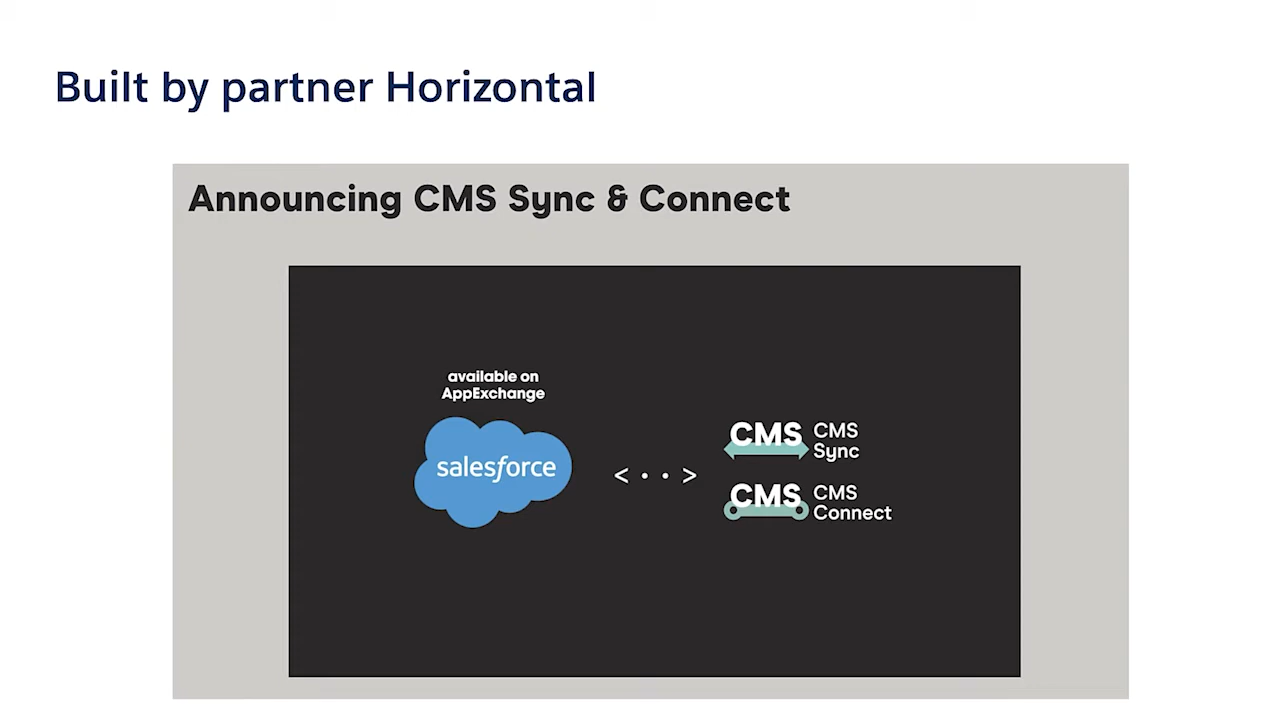 Built by partner Horizontal
Announcing CMS Sync & Connect
available on
AppExchange
salesforce
< · · >
CMS CMS
Sync
CMS CMS
Connect